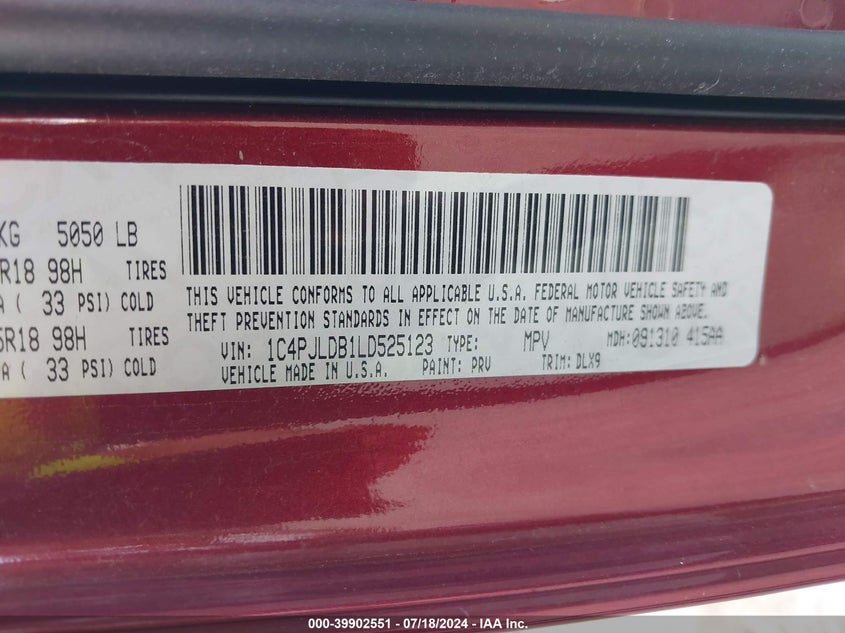 KG 5050 LB
R18 98H TIRES
A ( 33 PSI) COLD
5R18 98H TIRES
A ( 33 PSI) COLD
THIS VEHICLE CONFORMS TO ALL APPLICABLE U.S.A. FEDERAL MOTOR VEHICLE SAFETY AND
THEFT PREVENTION STANDARDS IN EFFECT ON THE DATE OF MANUFACTURE SHOWN ABOVE.
VIN: 1C4PJLDB1LD525123 TYPE: MPV MDH: 091310 415AA
VEHICLE MADE IN U.S.A. PAINT: PRV TRIM: DLX9
000-39902551 - 07/18/2024 - IAA Inc.